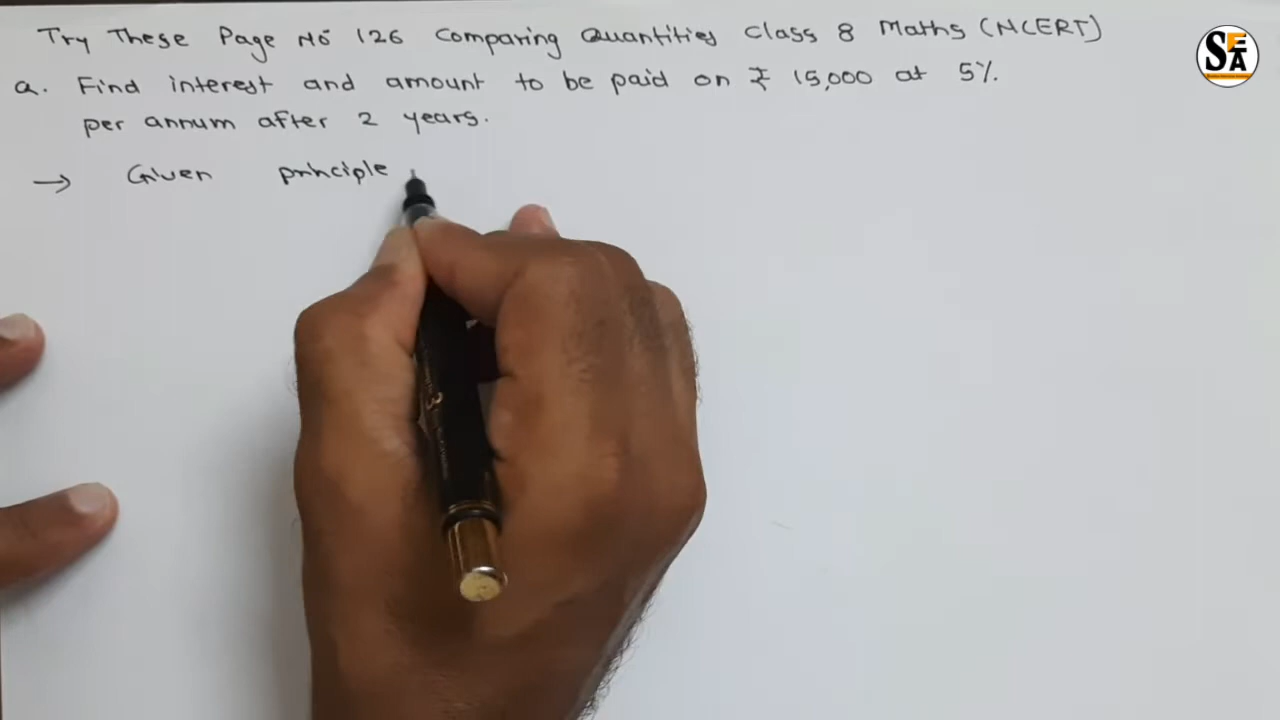 Try These Page No 126 Comparing Quantities Class 8 Maths (NCERT)
Q. Find interest and amount to be paid on ₹ 15,000 at 5%
per annum after 2 years.
→ Given principle
SEA